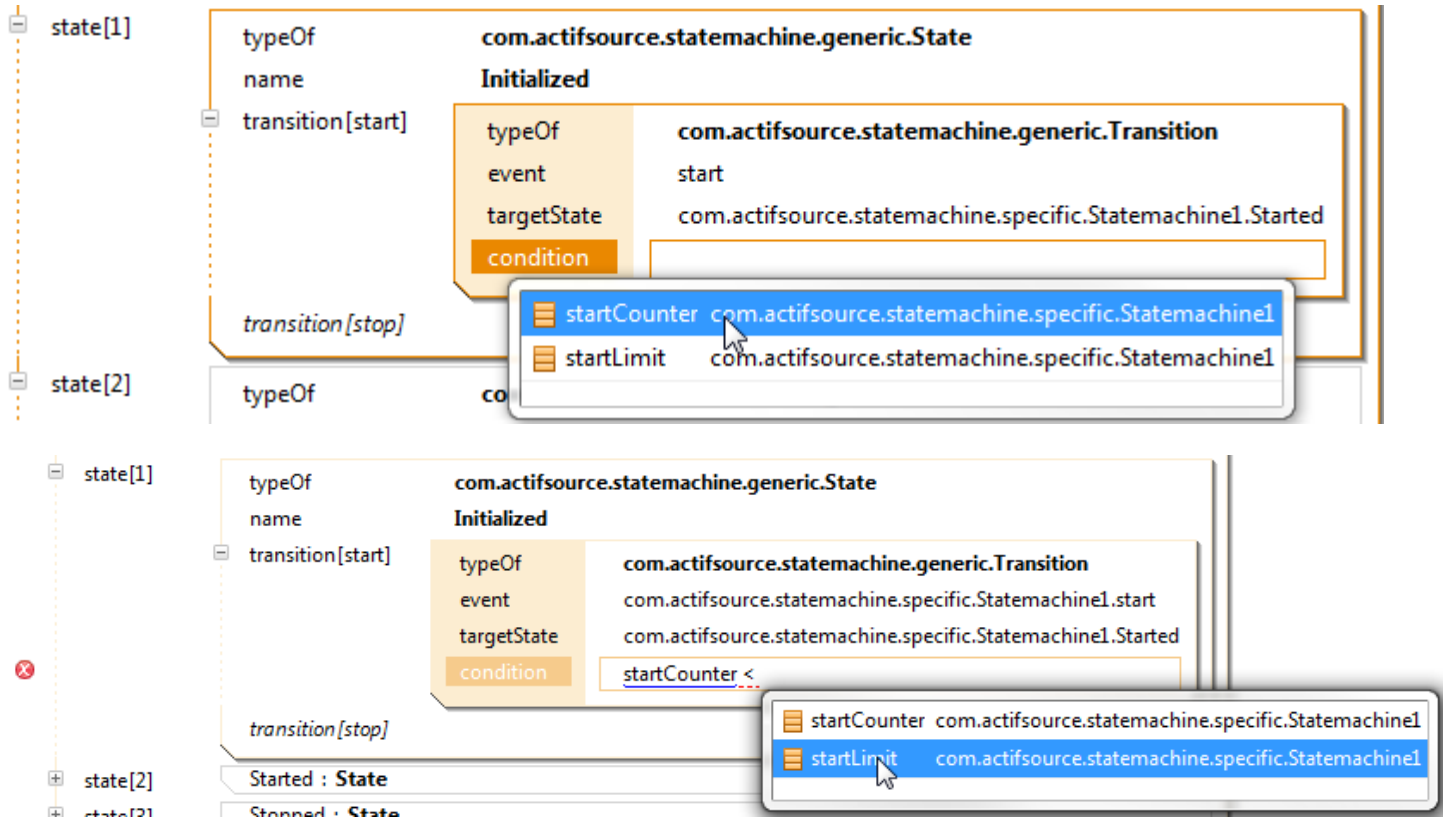 state[1]
typeOf com.actifsource.statemachine.generic.State
name Initialized
transition[start]
typeOf com.actifsource.statemachine.generic.Transition
event start
targetState com.actifsource.statemachine.specific.Statemachine1.Started
condition
startCounter com.actifsource.statemachine.specific.Statemachine1
transition[stop]
startLimit com.actifsource.statemachine.specific.Statemachine1
state[2]
typeOf co
state[1]
typeOf com.actifsource.statemachine.generic.State
name Initialized
transition[start]
typeOf com.actifsource.statemachine.generic.Transition
event com.actifsource.statemachine.specific.Statemachine1.start
targetState com.actifsource.statemachine.specific.Statemachine1.Started
condition startCounter <
startCounter com.actifsource.statemachine.specific.Statemachine1
transition[stop]
startLimit com.actifsource.statemachine.specific.Statemachine1
state[2] Started : State
state[3] Stopped : State